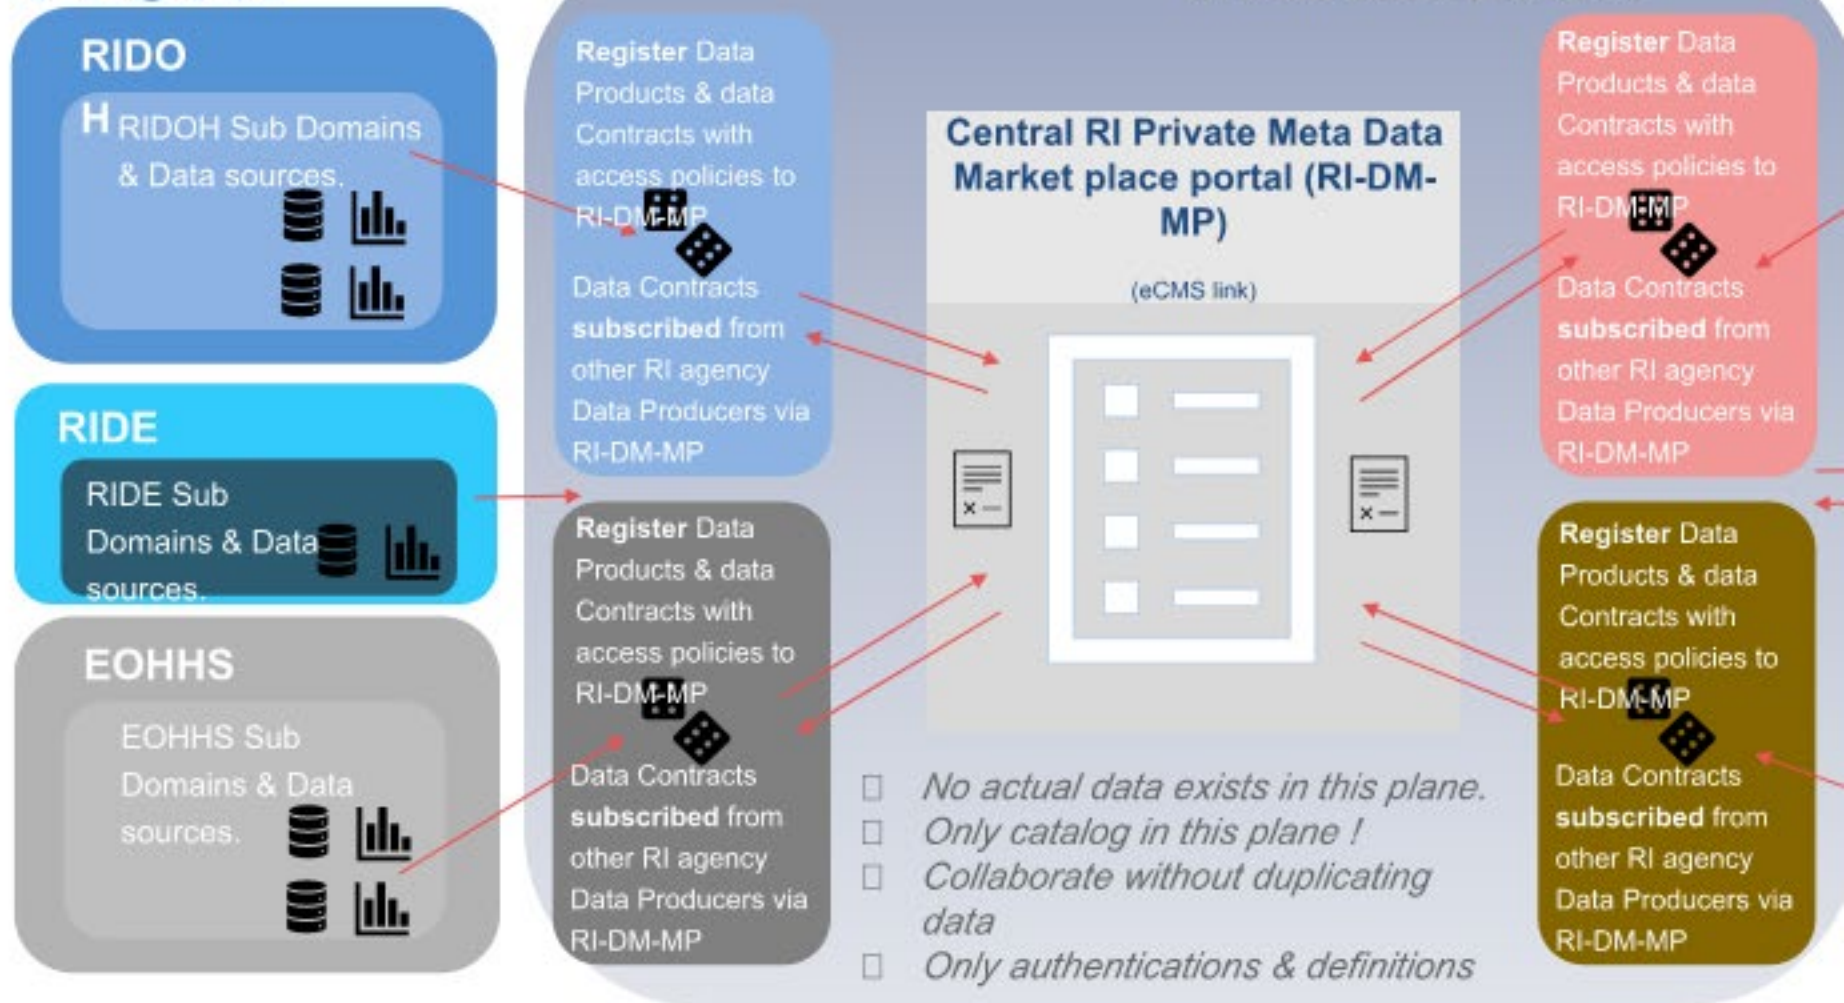 RIDO
H
RIDOH Sub Domains
& Data sources.
RIDE
RIDE Sub
Domains & Data
sources.
EOHHS
EOHHS Sub
Domains & Data
sources.
Register Data
Products & data
Contracts with
access policies to
RI-DM-MP
Data Contracts
subscribed from
other RI agency
Data Producers via
RI-DM-MP
Register Data
Products & data
Contracts with
access policies to
RI-DM-MP
Data Contracts
subscribed from
other RI agency
Data Producers via
RI-DM-MP
Central RI Private Meta Data
Market place portal (RI-DM-
MP)
(eCMS link)
No actual data exists in this plane.
Only catalog in this plane !
Collaborate without duplicating
data
Only authentications & definitions
Register Data
Products & data
Contracts with
access policies to
RI-DM-MP
Data Contracts
subscribed from
other RI agency
Data Producers via
RI-DM-MP
Register Data
Products & data
Contracts with
access policies to
RI-DM-MP
Data Contracts
subscribed from
other RI agency
Data Producers via
RI-DM-MP